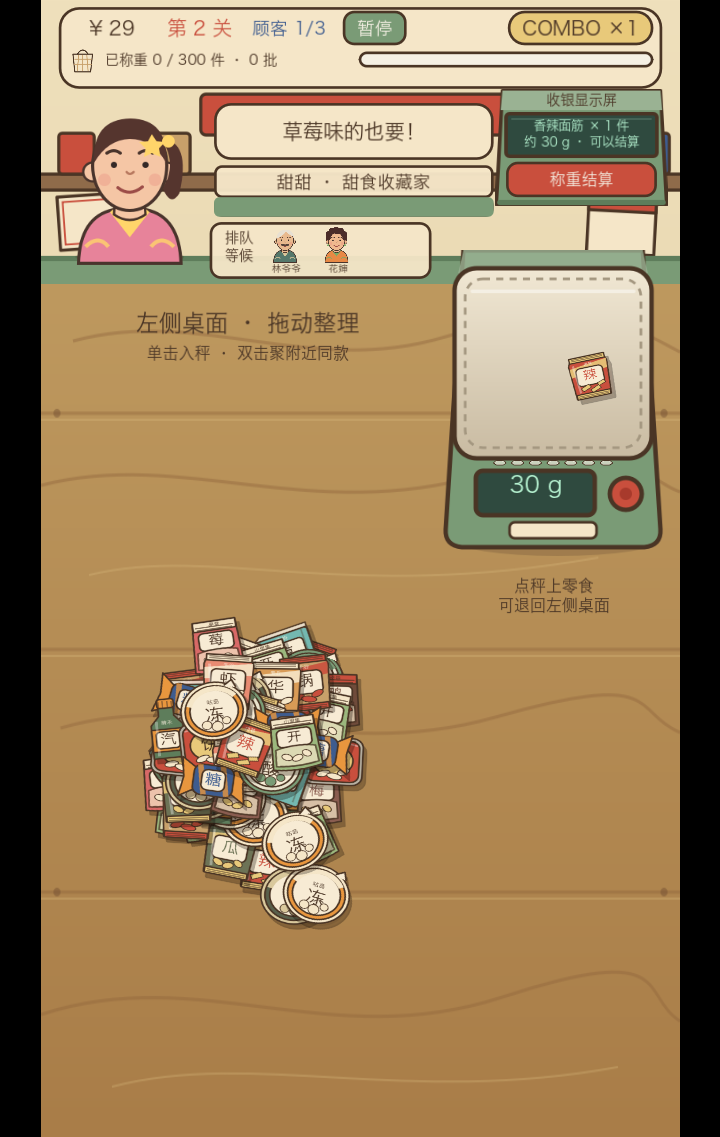 ¥ 29 第 2 关 顾客 1/3 暂停 COMBO ×1
已称重 0 / 300 件 · 0 批
收银显示屏
香辣面筋 × 1 件
约 30 g · 可以结算
称重结算
草莓味的也要！
甜甜 · 甜食收藏家
排队
等候
林爷爷 花婶
左侧桌面 · 拖动整理
单击入秤 · 双击聚附近同款
辣
30 g
点秤上零食
可退回左侧桌面
莓
虾
华
锅
冻
汽
辣
开
糖
梅
瓜
冻
辣
冻